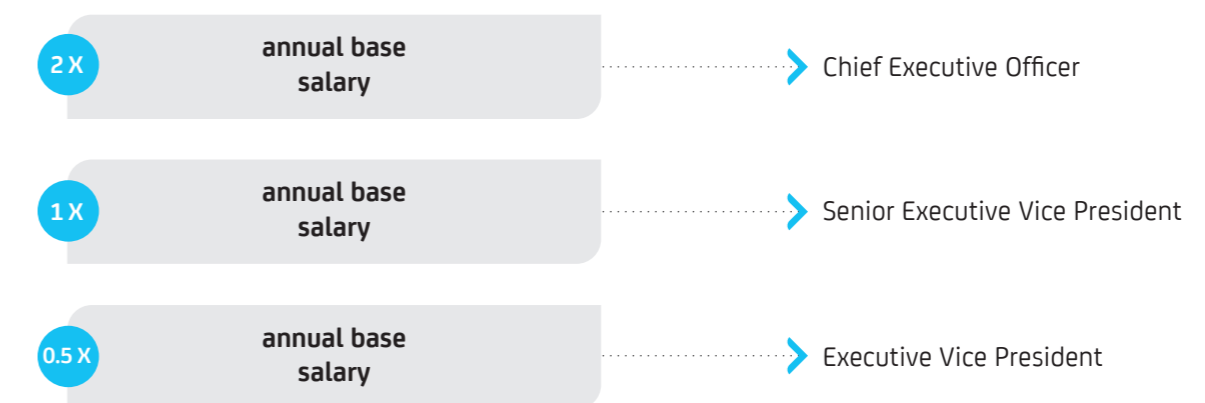 2 X
annual base
salary
Chief Executive Officer
1 X
annual base
salary
Senior Executive Vice President
0.5 X
annual base
salary
Executive Vice President